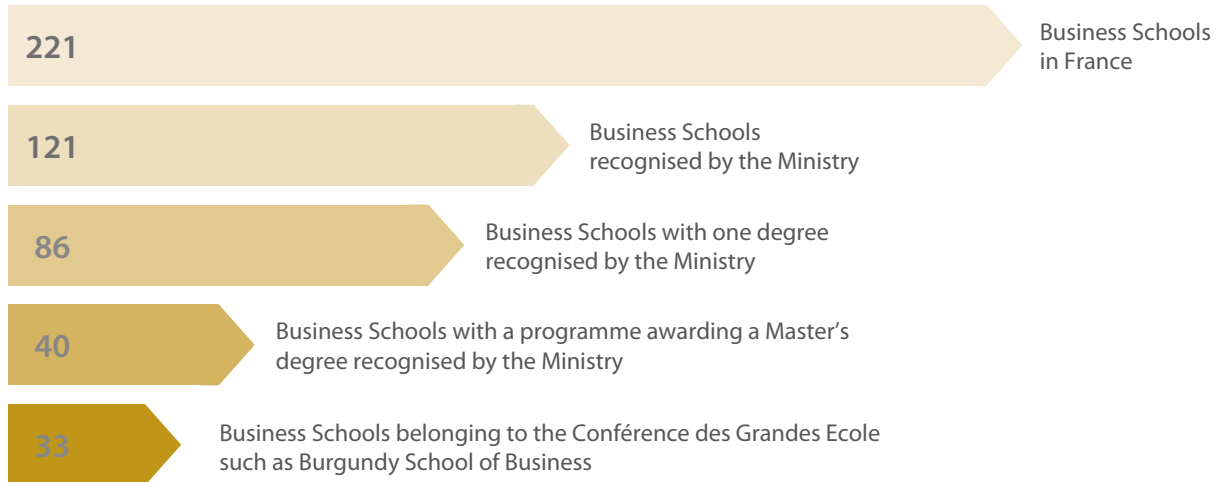 221
Business Schools
in France
121
Business Schools
recognised by the Ministry
86
Business Schools with one degree
recognised by the Ministry
40
Business Schools with a programme awarding a Master's
degree recognised by the Ministry
33
Business Schools belonging to the Conférence des Grandes Ecole
such as Burgundy School of Business